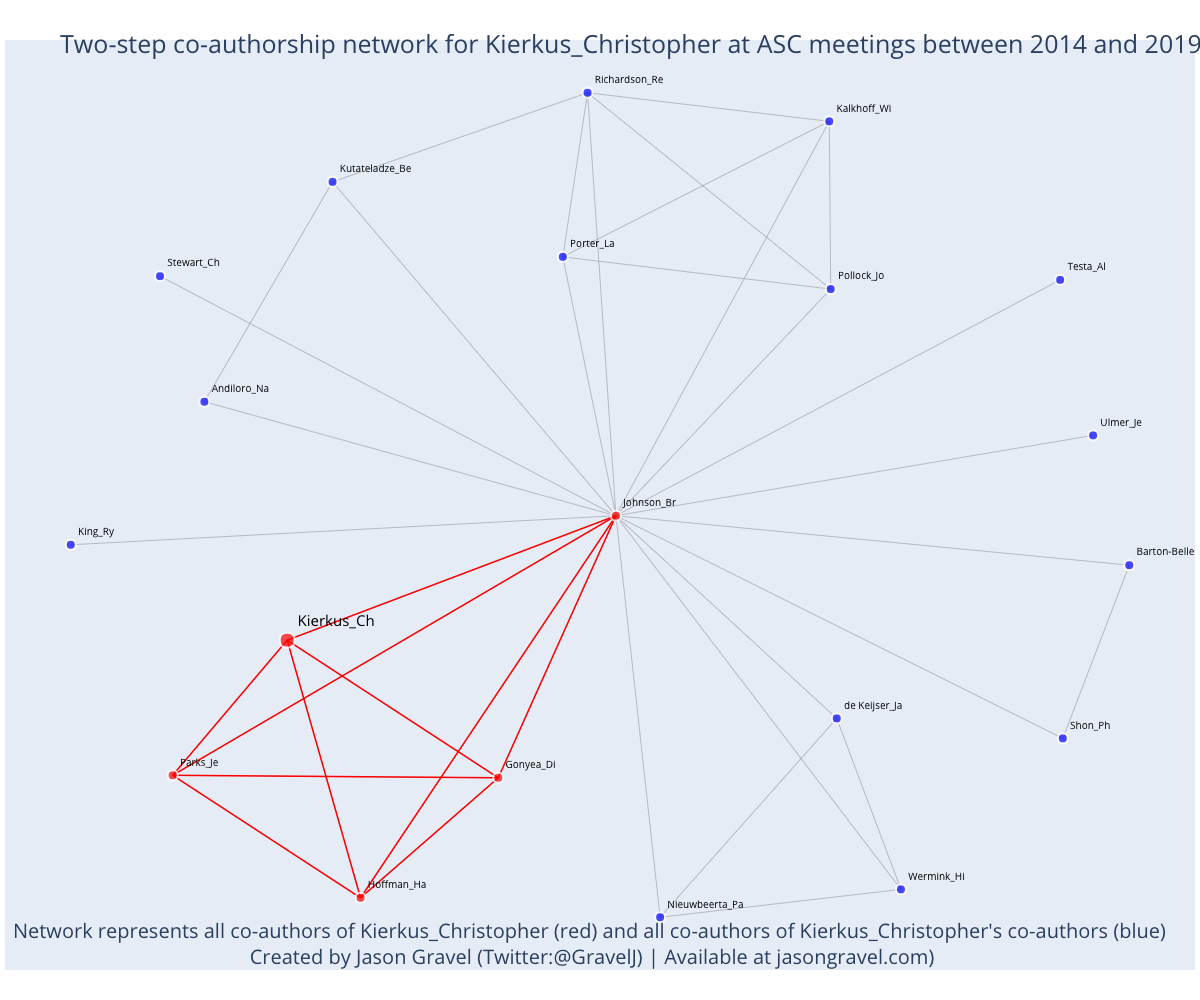 Two-step co-authorship network for Kierkus_Christopher at ASC meetings between 2014 and 2019
Richardson_Re
Kalkhoff_Wi
Kutateladze_Be
Porter_La
Stewart_Ch
Testa_Al
Pollock_Jo
Andiloro_Na
Ulmer_Je
Johnson_Br
King_Ry
Barton-Belle
Kierkus_Ch
de Keijser_Ja
Shon_Ph
Parks_Je
Gonyea_Di
Hoffman_Ha
Wermink_Hi
Nieuwbeerta_Pa
Network represents all co-authors of Kierkus_Christopher (red) and all co-authors of Kierkus_Christopher's co-authors (blue)
Created by Jason Gravel (Twitter:@GravelJ) | Available at jasongravel.com)